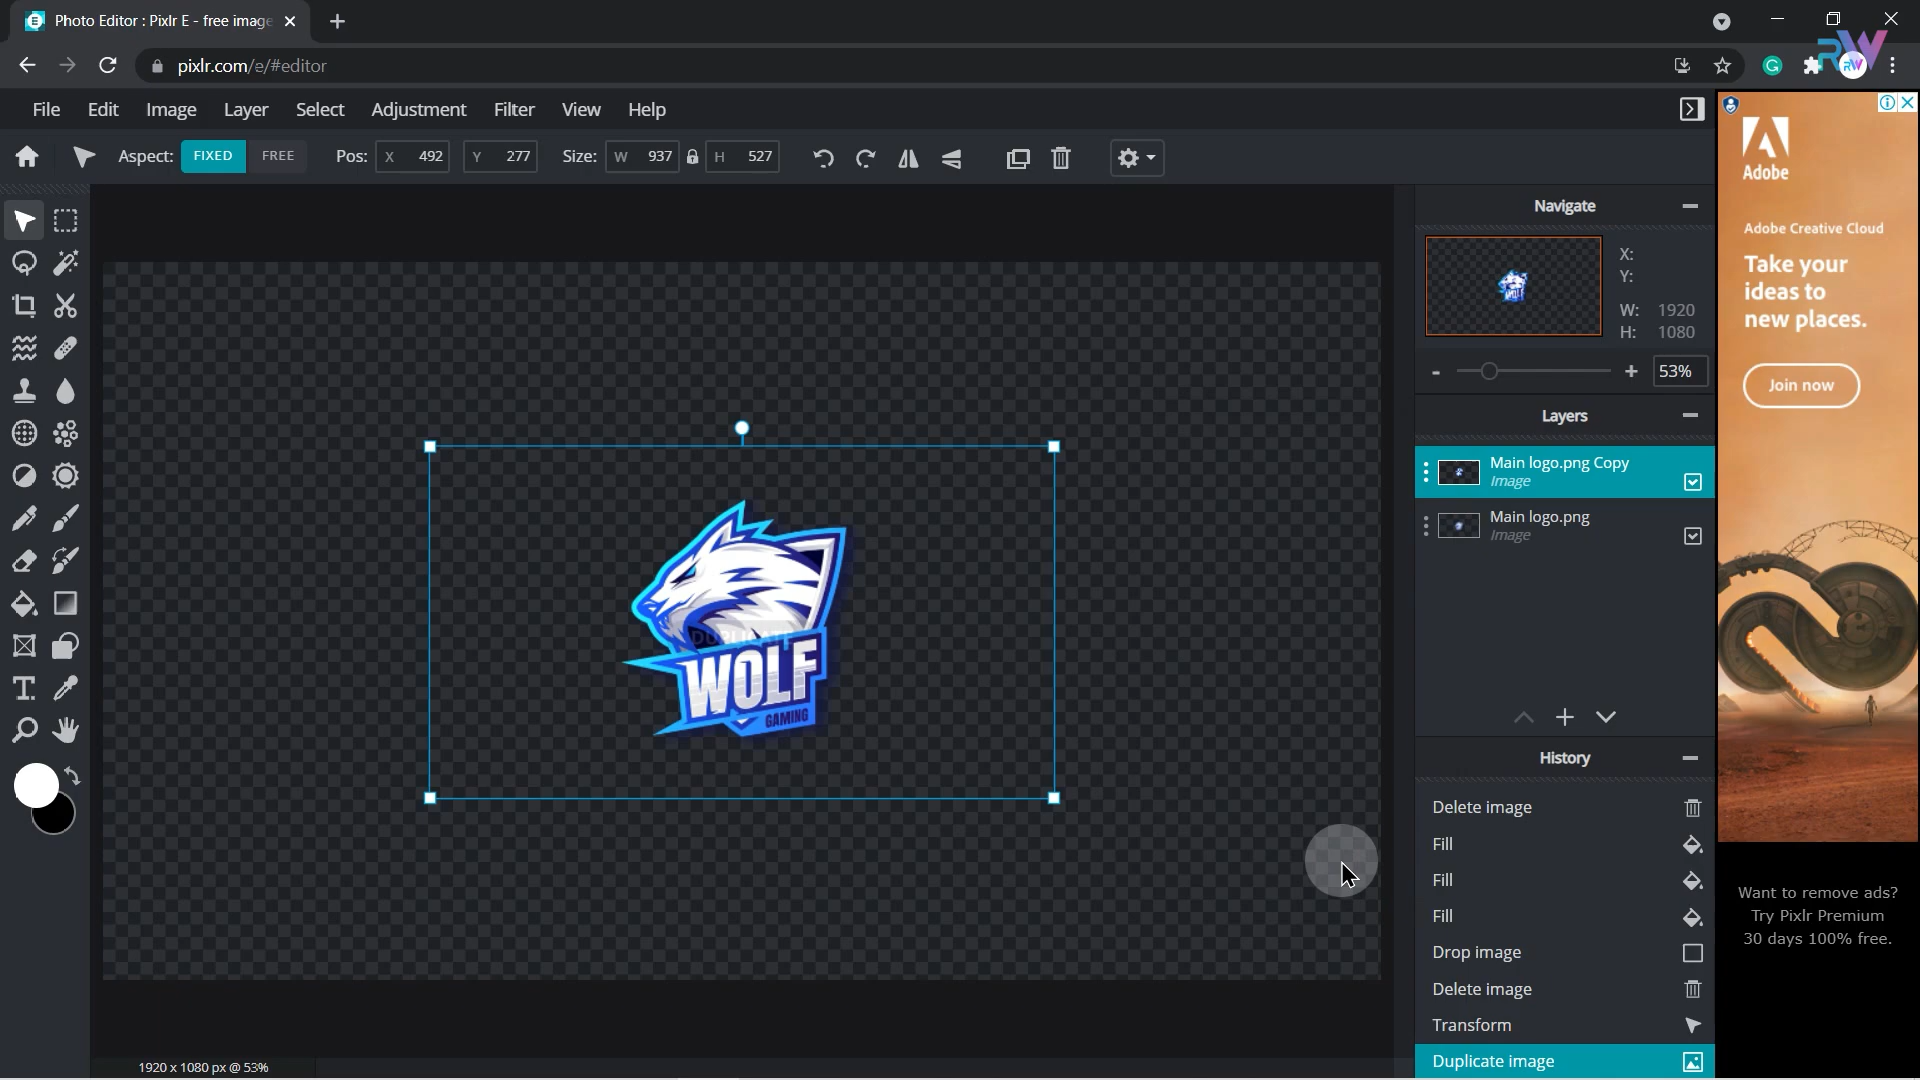 Photo Editor : Pixlr E - free image
pixlr.com/e/#editor
RW
RW
File Edit Image Layer Select Adjustment Filter View Help
Aspect: FIXED FREE Pos: X 492 Y 277 Size: W 937 H 527
Navigate
X:
Y:
W: 1920
H: 1080
- + 53%
Layers
Main logo.png Copy
Image
Main logo.png
Image
DUPLICATE
WOLF
GAMING
History
Delete image
Fill
Fill
Fill
Drop image
Delete image
Transform
Duplicate image
1920 x 1080 px @ 53%
Adobe
Adobe Creative Cloud
Take your
ideas to
new places.
Join now
Want to remove ads?
Try Pixlr Premium
30 days 100% free.